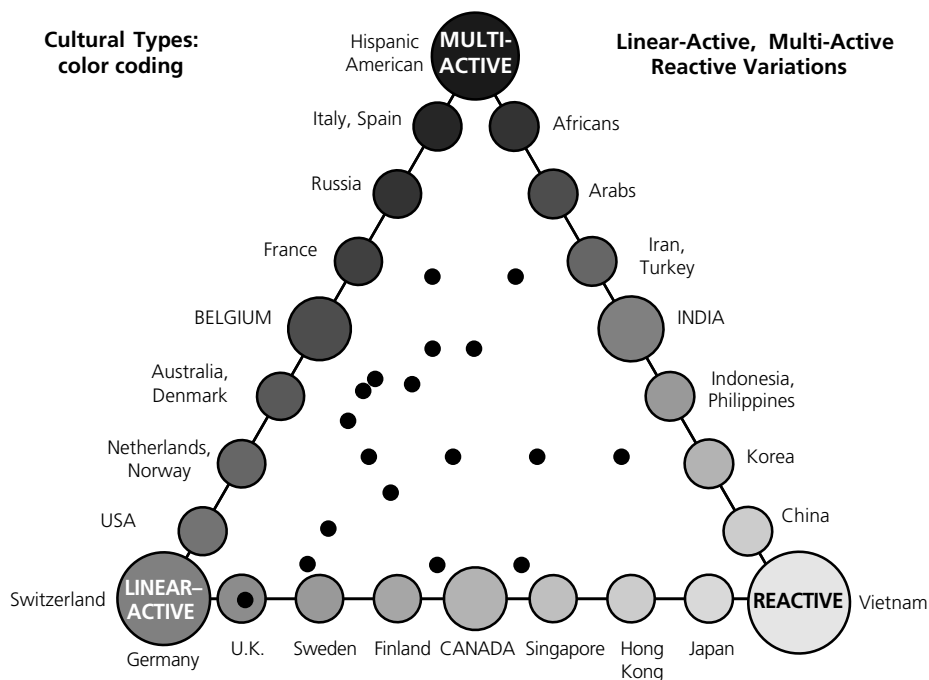 Cultural Types:
color coding
Hispanic
American
MULTI-
ACTIVE
Linear-Active, Multi-Active
Reactive Variations
Italy, Spain
Africans
Russia
Arabs
France
Iran,
Turkey
BELGIUM
INDIA
Australia,
Denmark
Indonesia,
Philippines
Netherlands,
Norway
Korea
USA
China
Switzerland
LINEAR–
ACTIVE
REACTIVE
Vietnam
Germany
U.K.
Sweden
Finland
CANADA
Singapore
Hong
Kong
Japan